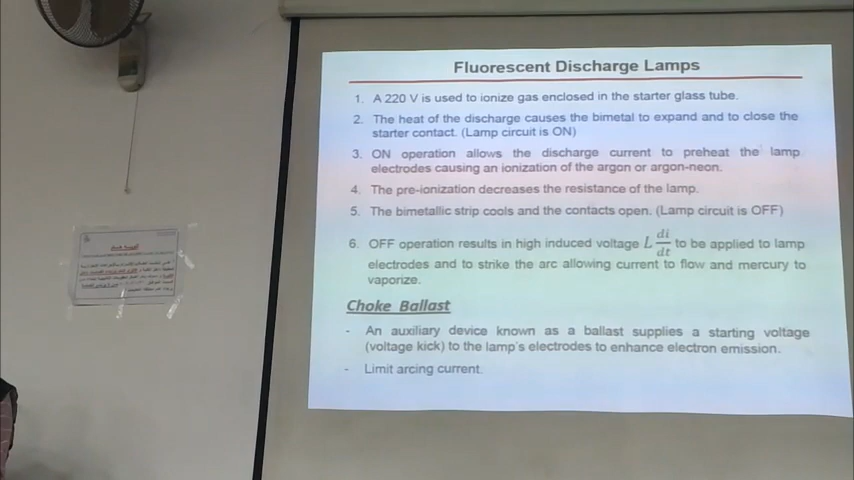 Fluorescent Discharge Lamps
1. A 220 V is used to ionize gas enclosed in the starter glass tube.
2. The heat of the discharge causes the bimetal to expand and to close the
starter contact. (Lamp circuit is ON)
3. ON operation allows the discharge current to preheat the lamp
electrodes causing an ionization of the argon or argon-neon.
4. The pre-ionization decreases the resistance of the lamp.
5. The bimetallic strip cools and the contacts open. (Lamp circuit is OFF)
6. OFF operation results in high induced voltage L di/dt to be applied to lamp
electrodes and to strike the arc allowing current to flow and mercury to
vaporize.
Choke Ballast
- An auxiliary device known as a ballast supplies a starting voltage
(voltage kick) to the lamp's electrodes to enhance electron emission.
- Limit arcing current.